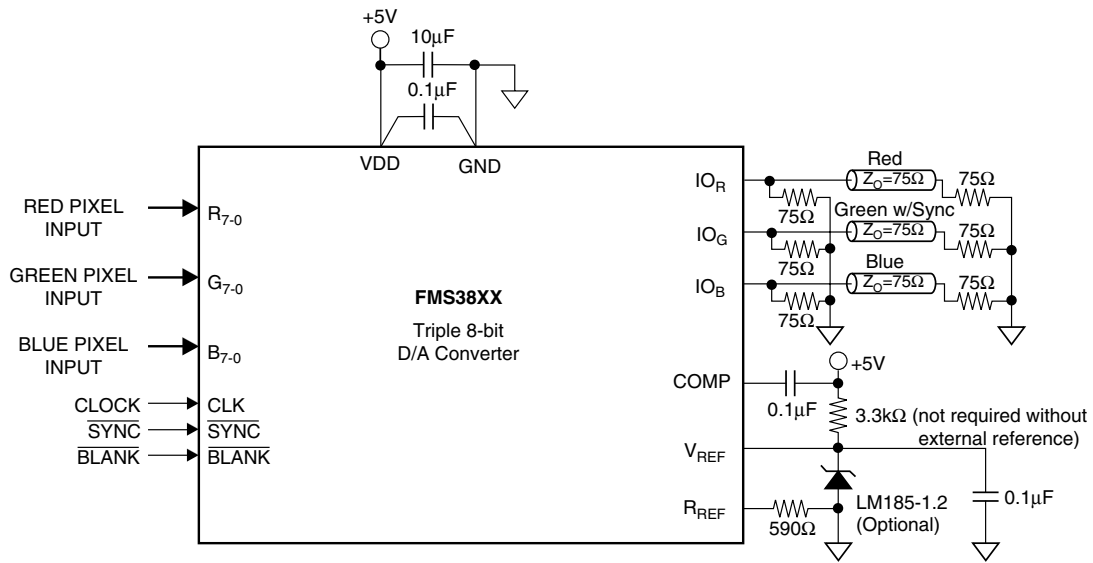 +5V
10μF
0.1μF
VDD
GND
RED PIXEL
INPUT
R7-0
GREEN PIXEL
INPUT
G7-0
BLUE PIXEL
INPUT
B7-0
CLOCK
CLK
SYNC
SYNC
BLANK
BLANK
FMS38XX
Triple 8-bit
D/A Converter
IOR
Red
ZO=75Ω
75Ω
75Ω
IOG
Green w/Sync
ZO=75Ω
75Ω
75Ω
IOB
Blue
ZO=75Ω
75Ω
75Ω
COMP
0.1μF
+5V
3.3kΩ (not required without
external reference)
VREF
LM185-1.2
(Optional)
0.1μF
RREF
590Ω